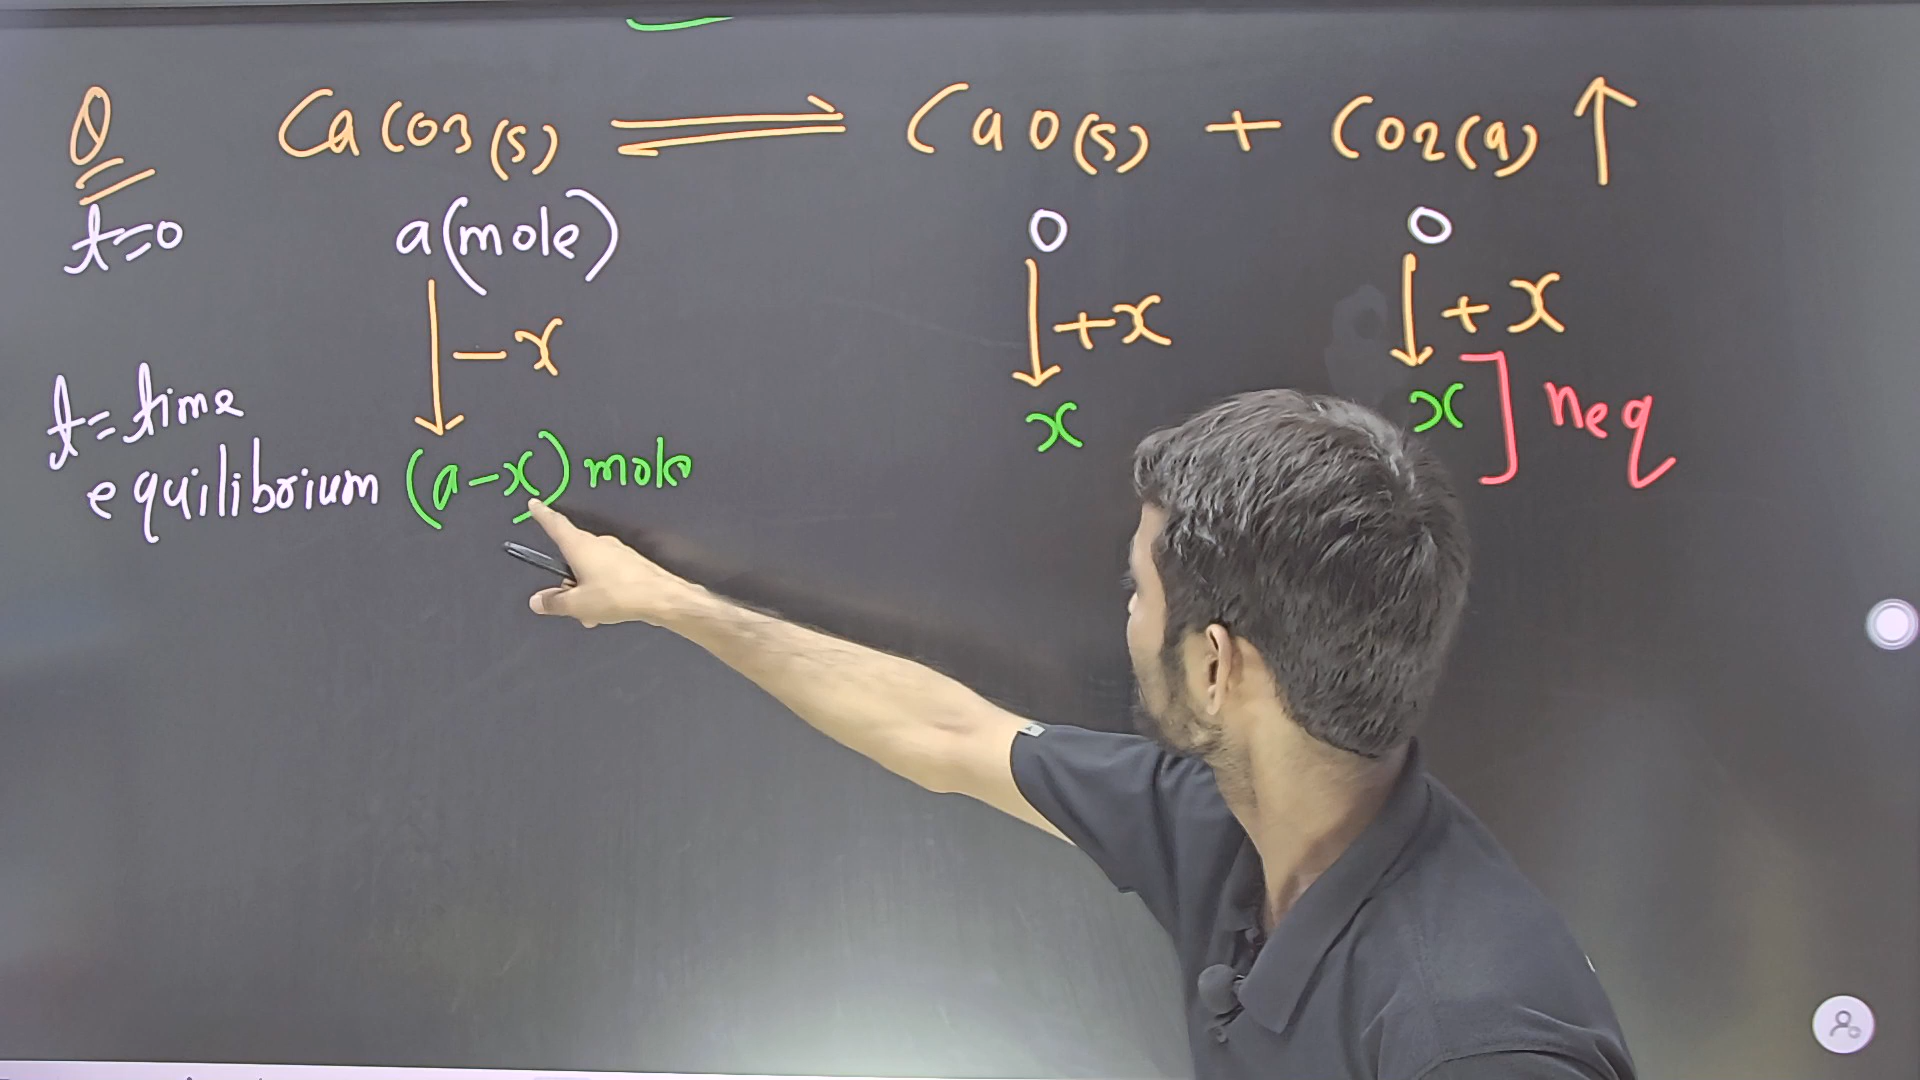 Q CaCO3(s) ⇌ CaO(s) + CO2(g) ↑
t=0 a(mole) 0 0
↓ -x ↓ +x ↓ +x
t= time equilibrium (a-x) mole x x ] neq